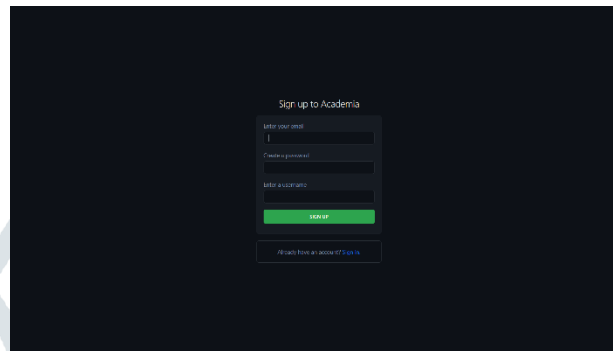 Sign up to Academia
Enter your email
Create a password
Enter a username
SIGN UP
Already have an account? Sign in.